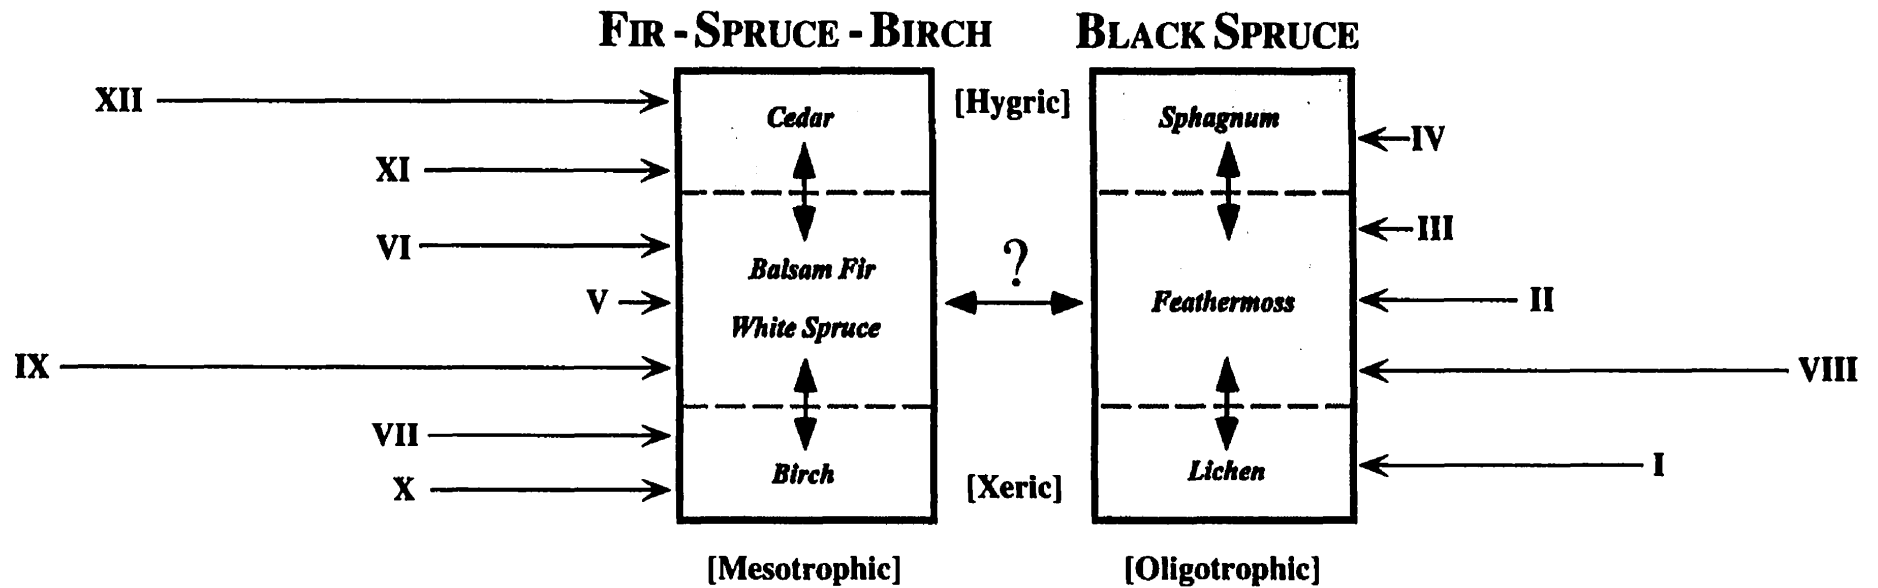 FIR - SPRUCE - BIRCH
BLACK SPRUCE
XII
Cedar
[Hygric]
Sphagnum
IV
XI
VI
III
Balsam Fir
?
V
White Spruce
Feathermoss
II
IX
VIII
VII
Birch
[Xeric]
Lichen
I
X
[Mesotrophic]
[Oligotrophic]